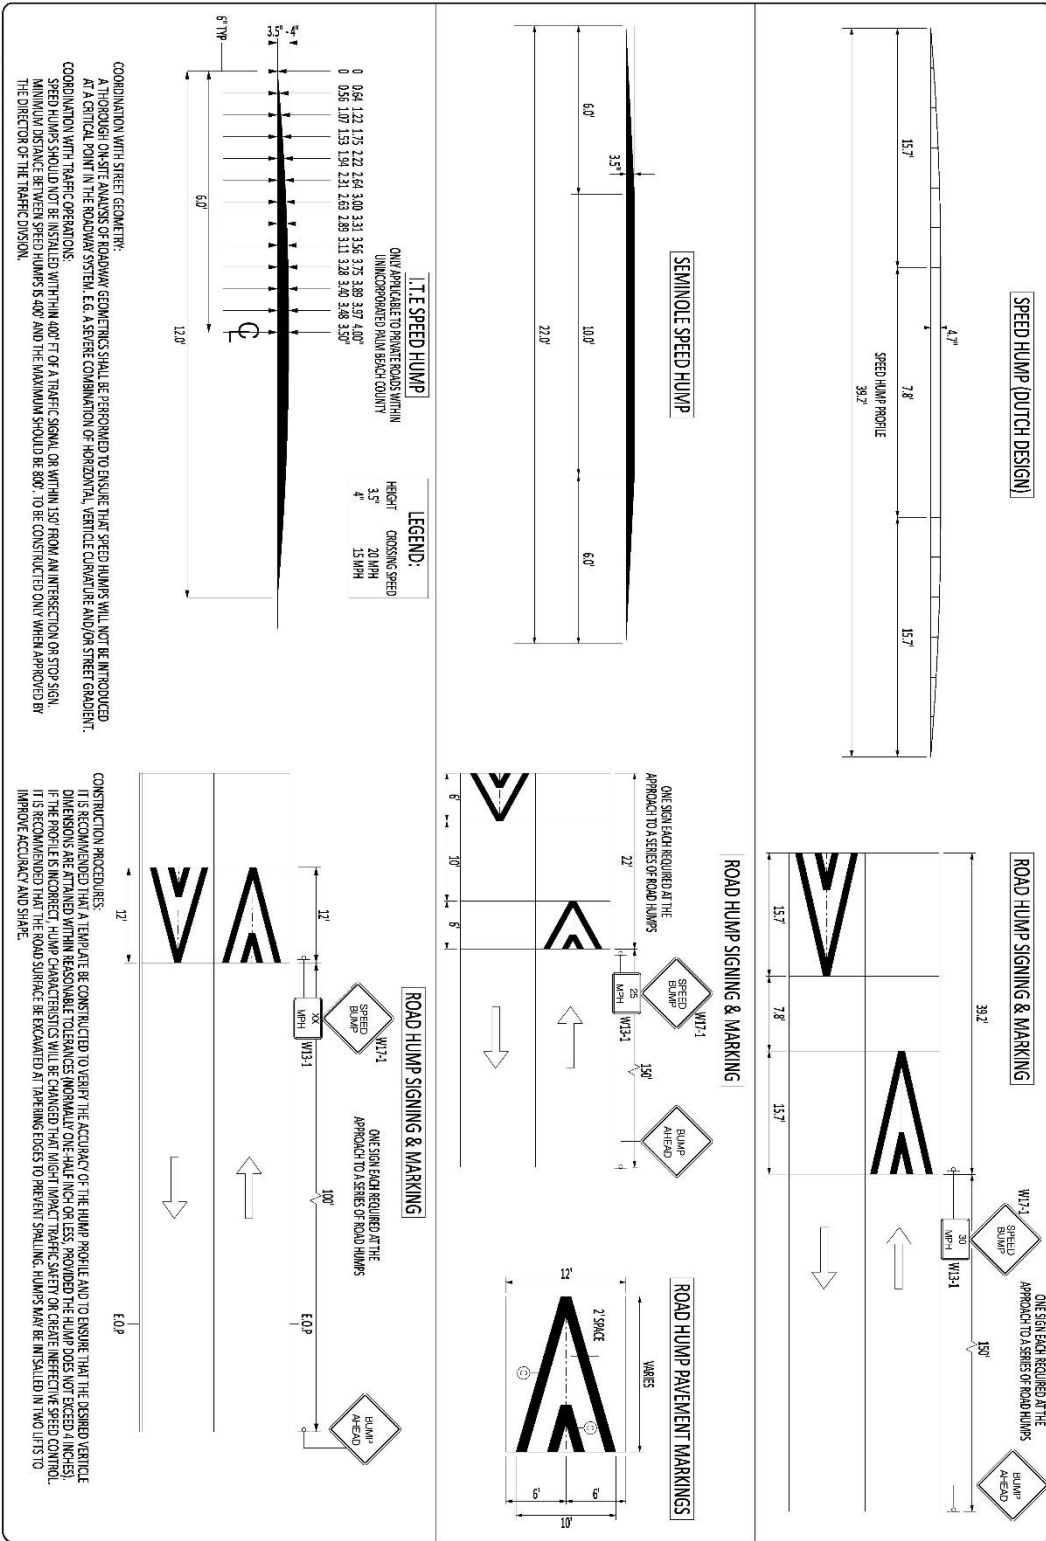 SPEED HUMP (DUTCH DESIGN)
4.7"
15.7'
7.8'
15.7'
SPEED HUMP PROFILE
39.2'
ROAD HUMP SIGNING & MARKING
39.2'
15.7'
7.8'
15.7'
W17-1
SPEED
BUMP
30
MPH
W13-1
ONE SIGN EACH REQUIRED AT THE
APPROACH TO A SERIES OF ROAD HUMPS
150'
BUMP
AHEAD
SEMINOLE SPEED HUMP
3.5"
6.0'
10.0'
6.0'
22.0'
ROAD HUMP SIGNING & MARKING
ONE SIGN EACH REQUIRED AT THE
APPROACH TO A SERIES OF ROAD HUMPS
22'
6'
10'
6'
SPEED
BUMP
W17-1
25
MPH
W13-1
150'
BUMP
AHEAD
ROAD HUMP PAVEMENT MARKINGS
VARIES
12'
2' SPACE
C
C
6'
6'
10'
I.T.E SPEED HUMP
ONLY APPLICABLE TO PRIVATE ROADS WITHIN
UNINCORPORATED PALM BEACH COUNTY
LEGEND:
HEIGHT CROSSING SPEED
3.5" 20 MPH
4" 15 MPH
0 0.64 1.22 1.75 2.22 2.64 3.00 3.31 3.56 3.75 3.89 3.97 4.00"
0 0.56 1.07 1.53 1.94 2.31 2.63 2.89 3.11 3.28 3.40 3.48 3.50"
3.5" - 4"
6" TYP
6.0'
CL
12.0'
COORDINATION WITH STREET GEOMETRY:
A THOROUGH ON-SITE ANALYSIS OF ROADWAY GEOMETRICS SHALL BE PERFORMED TO ENSURE THAT SPEED HUMPS WILL NOT BE INTRODUCED
AT A CRITICAL POINT IN THE ROADWAY SYSTEM. E.G. A SEVERE COMBINATION OF HORIZONTAL, VERTICLE CURVATURE AND/OR STREET GRADIENT.
COORDINATION WITH TRAFFIC OPERATIONS:
SPEED HUMPS SHOULD NOT BE INSTALLED WITHTHIN 400' FT OF A TRAFFIC SIGNAL OR WITHIN 150' FROM AN INTERSECTION OR STOP SIGN.
MINIMUM DISTANCE BETWEEN SPEED HUMPS IS 400' AND THE MAXIMUM SHOULD BE 800'. TO BE CONSTRUCTED ONLY WHEN APPROVED BY
THE DIRECTOR OF THE TRAFFIC DIVSION.
ROAD HUMP SIGNING & MARKING
ONE SIGN EACH REQUIRED AT THE
APPROACH TO A SERIES OF ROAD HUMPS
SPEED
BUMP
W17-1
XX
MPH
W13-1
12'
100'
BUMP
AHEAD
E.O.P
E.O.P
12'
CONSTRUCTION PROCEDURES:
IT IS RECOMMENDED THAT A TEMPLATE BE CONSTRUCTED TO VERIFY THE ACCURACY OF THE HUMP PROFILE AND TO ENSURE THAT THE DESIRED VERTICLE
DIMENSIONS ARE ATTAINED WITHIN REASONABLE TOLERANCES (NORMALLY ONE-HALF INCH OR LESS, PROVIDED THE HUMP DOES NOT EXCEED 4 INCHES).
IF THE PROFILE IS INCORRECT, HUMP CHARACTERISTICS WILL BE CHANGED THAT MIGHT IMPACT TRAFFIC SAFETY OR CREATE INEFFECTIVE SPEED CONTROL.
IT IS RECOMMENDED THAT THE ROAD SURFACE BE EXCAVATED AT TAPERING EDGES TO PREVENT SPALLING. HUMPS MAY BE INTSALLED IN TWO LIFTS TO
IMPROVE ACCURACY AND SHAPE.